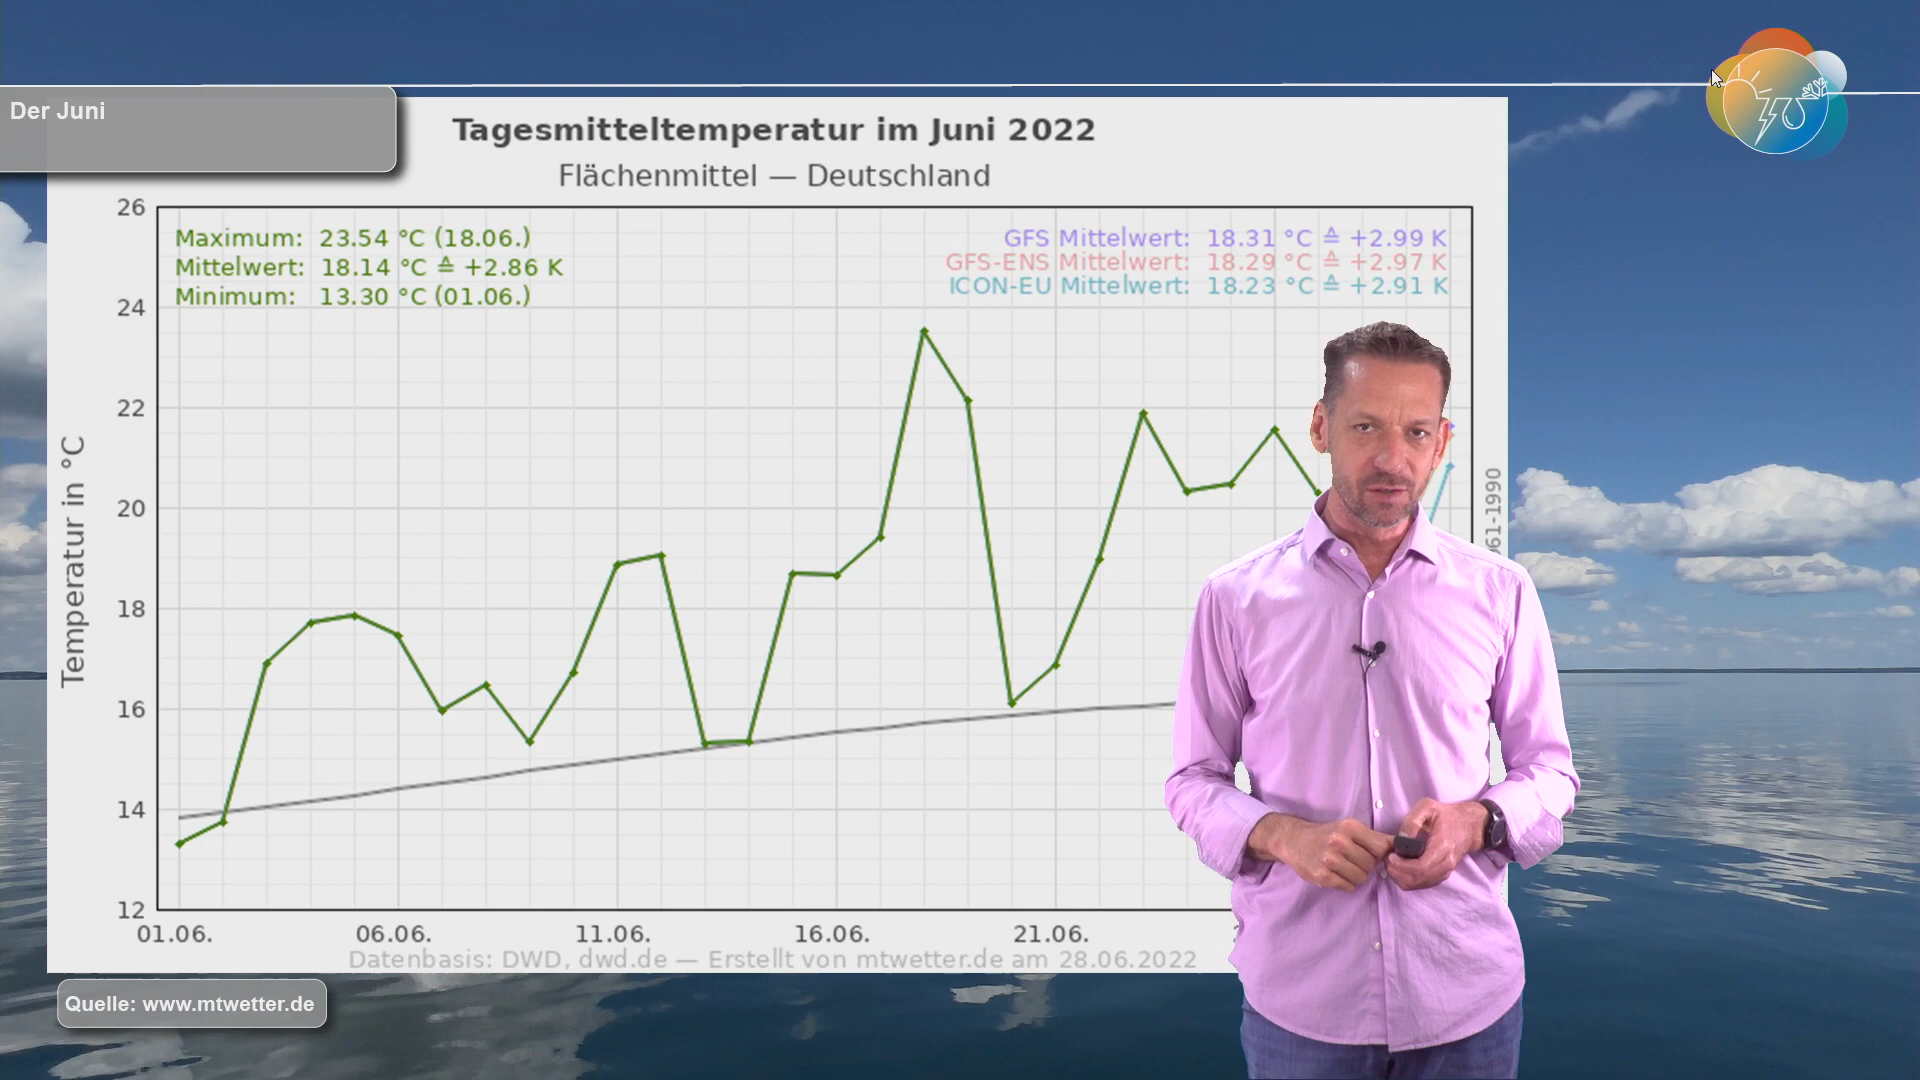 Der Juni
Tagesmitteltemperatur im Juni 2022
Flächenmittel — Deutschland
Maximum: 23.54 °C (18.06.)
Mittelwert: 18.14 °C ≙ +2.86 K
Minimum: 13.30 °C (01.06.)
GFS Mittelwert: 18.31 °C ≙ +2.99 K
GFS-ENS Mittelwert: 18.29 °C ≙ +2.97 K
ICON-EU Mittelwert: 18.23 °C ≙ +2.91 K
Temperatur in °C
26
24
22
20
18
16
14
12
01.06.
06.06.
11.06.
16.06.
21.06.
61-1990
Datenbasis: DWD, dwd.de — Erstellt von mtwetter.de am 28.06.2022
Quelle: www.mtwetter.de